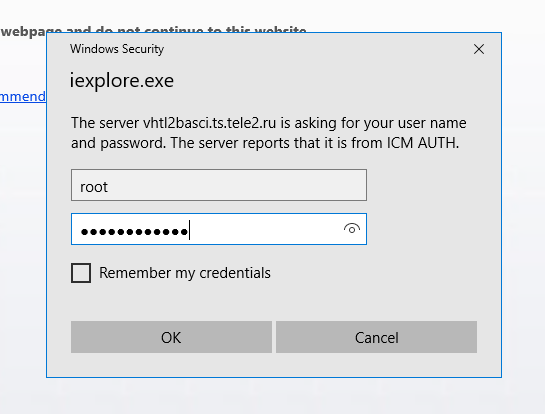 webpage and do not continue to this website.
Windows Security
iexplore.exe
mmend
The server vhtl2basci.ts.tele2.ru is asking for your user name
and password. The server reports that it is from ICM AUTH.
root
●●●●●●●●●●●●
Remember my credentials
OK
Cancel